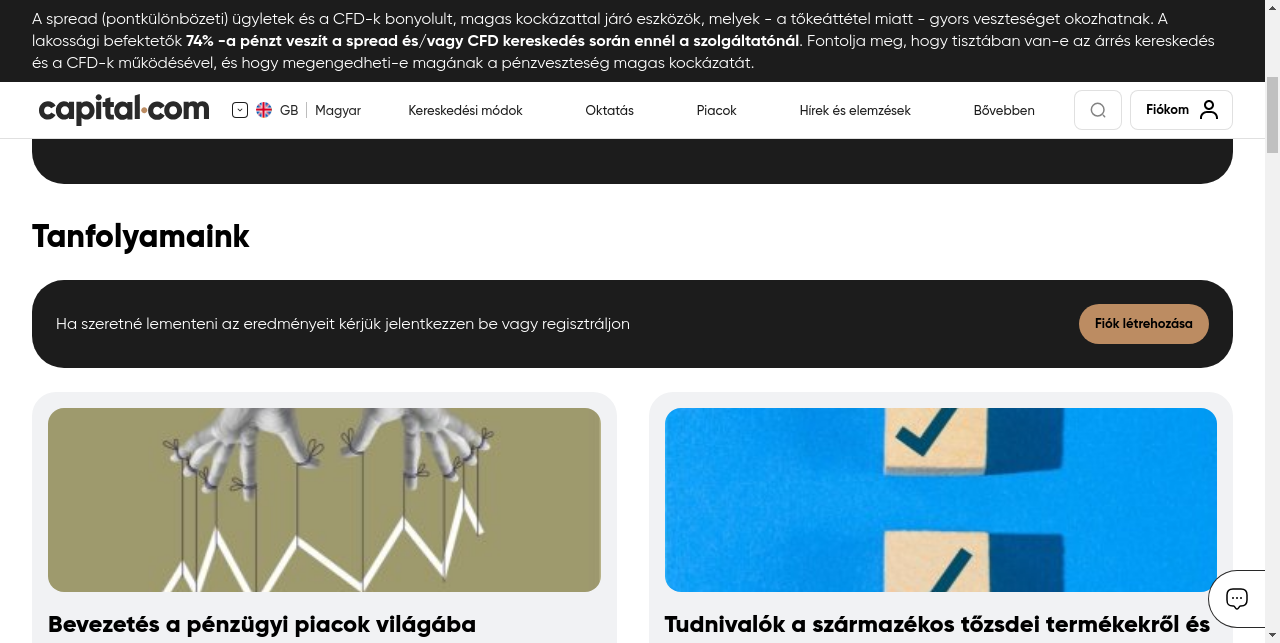 A spread (pontkülönbözeti) ügyletek és a CFD-k bonyolult, magas kockázattal járó eszközök, melyek - a tőkeáttétel miatt - gyors veszteséget okozhatnak. A
lakossági befektetők 74% -a pénzt veszít a spread és/vagy CFD kereskedés során ennél a szolgáltatónál. Fontolja meg, hogy tisztában van-e az árrés kereskedés
és a CFD-k működésével, és hogy megengedheti-e magának a pénzveszteség magas kockázatát.
capital.com GB Magyar Kereskedési módok Oktatás Piacok Hírek és elemzések Bővebben Fiókom
Tanfolyamaink
Ha szeretné lementeni az eredményeit kérjük jelentkezzen be vagy regisztráljon
Fiók létrehozása
Bevezetés a pénzügyi piacok világába
Tudnivalók a származékos tőzsdei termékekről és